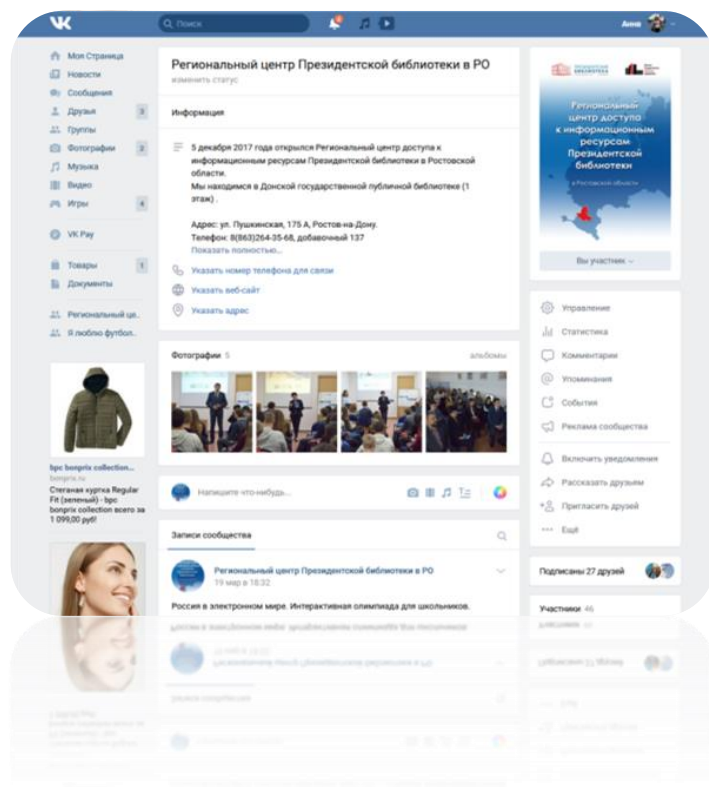 Поиск
Анна
Моя Страница
Новости
Сообщения
Друзья 3
Группы
Фотографии 2
Музыка
Видео
Игры 4
VK Pay
Товары 1
Документы
Региональный це..
Я люблю футбол..
bpc bonprix collection...
bonprix.ru
Стеганая куртка Regular
Fit (зеленый) - bpc
bonprix collection всего за
1 099,00 руб!
Региональный центр Президентской библиотеки в РО
изменить статус
Информация
5 декабря 2017 года открылся Региональный центр доступа к
информационным ресурсам Президентской библиотеки в Ростовской
области.
Мы находимся в Донской государственной публичной библиотеке (1
этаж) .
Адрес: ул. Пушкинская, 175 А, Ростов-на-Дону.
Телефон: 8(863)264-35-68, добавочный 137
Показать полностью...
Указать номер телефона для связи
Указать веб-сайт
Указать адрес
Фотографии 5
альбомы
Напишите что-нибудь...
Записи сообщества
Региональный центр Президентской библиотеки в РО
19 мар в 18:32
Россия в электронном мире. Интерактивная олимпиада для школьников.
Региональный
центр доступа
к информационным
ресурсам
Президентской
библиотеки
в Ростовской области
Вы участник
Управление
Статистика
Комментарии
Упоминания
События
Реклама сообщества
Включить уведомления
Рассказать друзьям
Пригласить друзей
Ещё
Подписаны 27 друзей
Участники 46